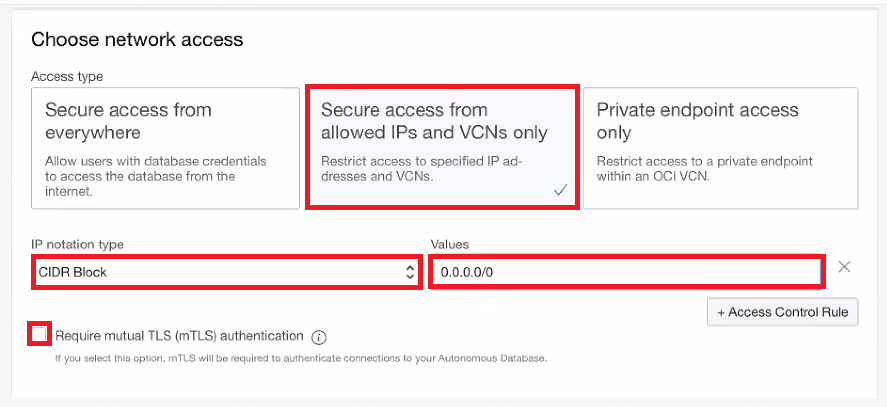 Choose network access
Access type
Secure access from
everywhere
Allow users with database credentials
to access the database from the
internet.
Secure access from
allowed IPs and VCNs only
Restrict access to specified IP ad-
dresses and VCNs.
Private endpoint access
only
Restrict access to a private endpoint
within an OCI VCN.
IP notation type
CIDR Block
Values
0.0.0.0/0
+ Access Control Rule
Require mutual TLS (mTLS) authentication
If you select this option, mTLS will be required to authenticate connections to your Autonomous Database.